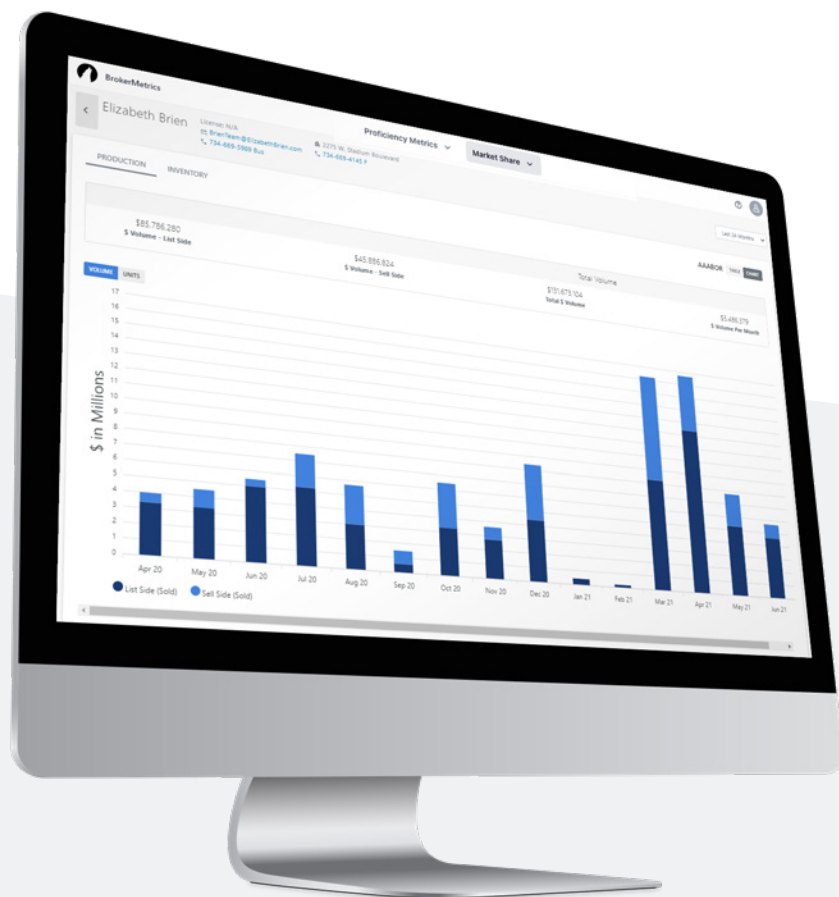 BrokerMetrics
Elizabeth Brien
License: N/A
BrienTeam@ElizabethBrien.com
734-669-5989 Bus
2275 W. Stadium Boulevard
734-669-4145 F
Proficiency Metrics
Market Share
PRODUCTION
INVENTORY
Last 24 Months
AAABOR
TABLE
CHART
Total Volume
$85,786,280
$ Volume - List Side
$45,886,824
$ Volume - Sell Side
$131,673,104
Total $ Volume
$5,486,379
$ Volume Per Month
VOLUME
UNITS
$ in Millions
17
16
15
14
13
12
11
10
9
8
7
6
5
4
3
2
1
0
Apr 20
May 20
Jun 20
Jul 20
Aug 20
Sep 20
Oct 20
Nov 20
Dec 20
Jan 21
Feb 21
Mar 21
Apr 21
May 21
Jun 21
List Side (Sold)
Sell Side (Sold)